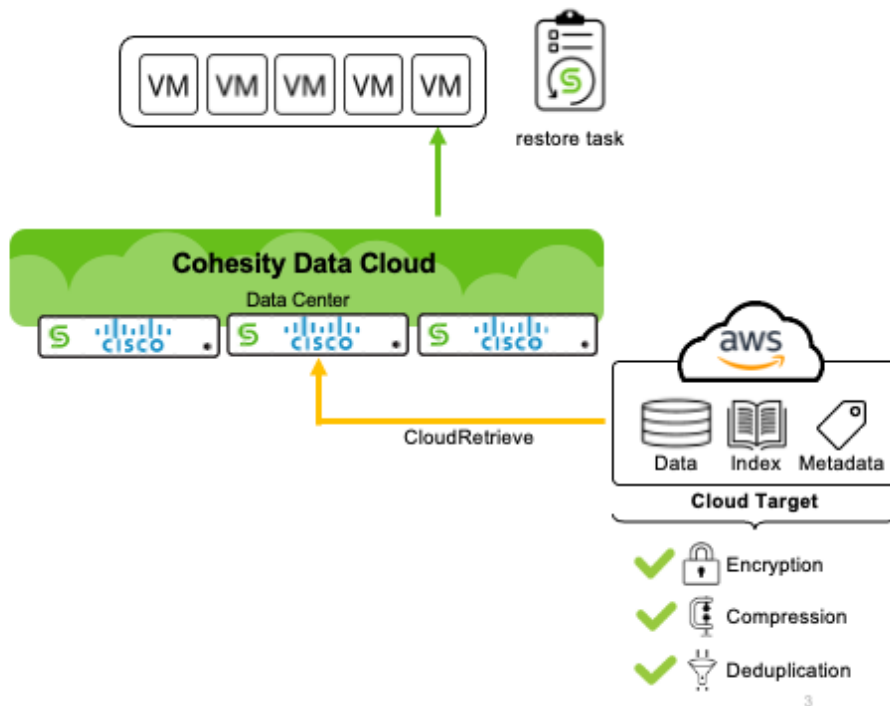 VM VM VM VM VM
restore task
Cohesity Data Cloud
Data Center
CISCO CISCO CISCO
aws
CloudRetrieve
Data Index Metadata
Cloud Target
Encryption
Compression
Deduplication
3